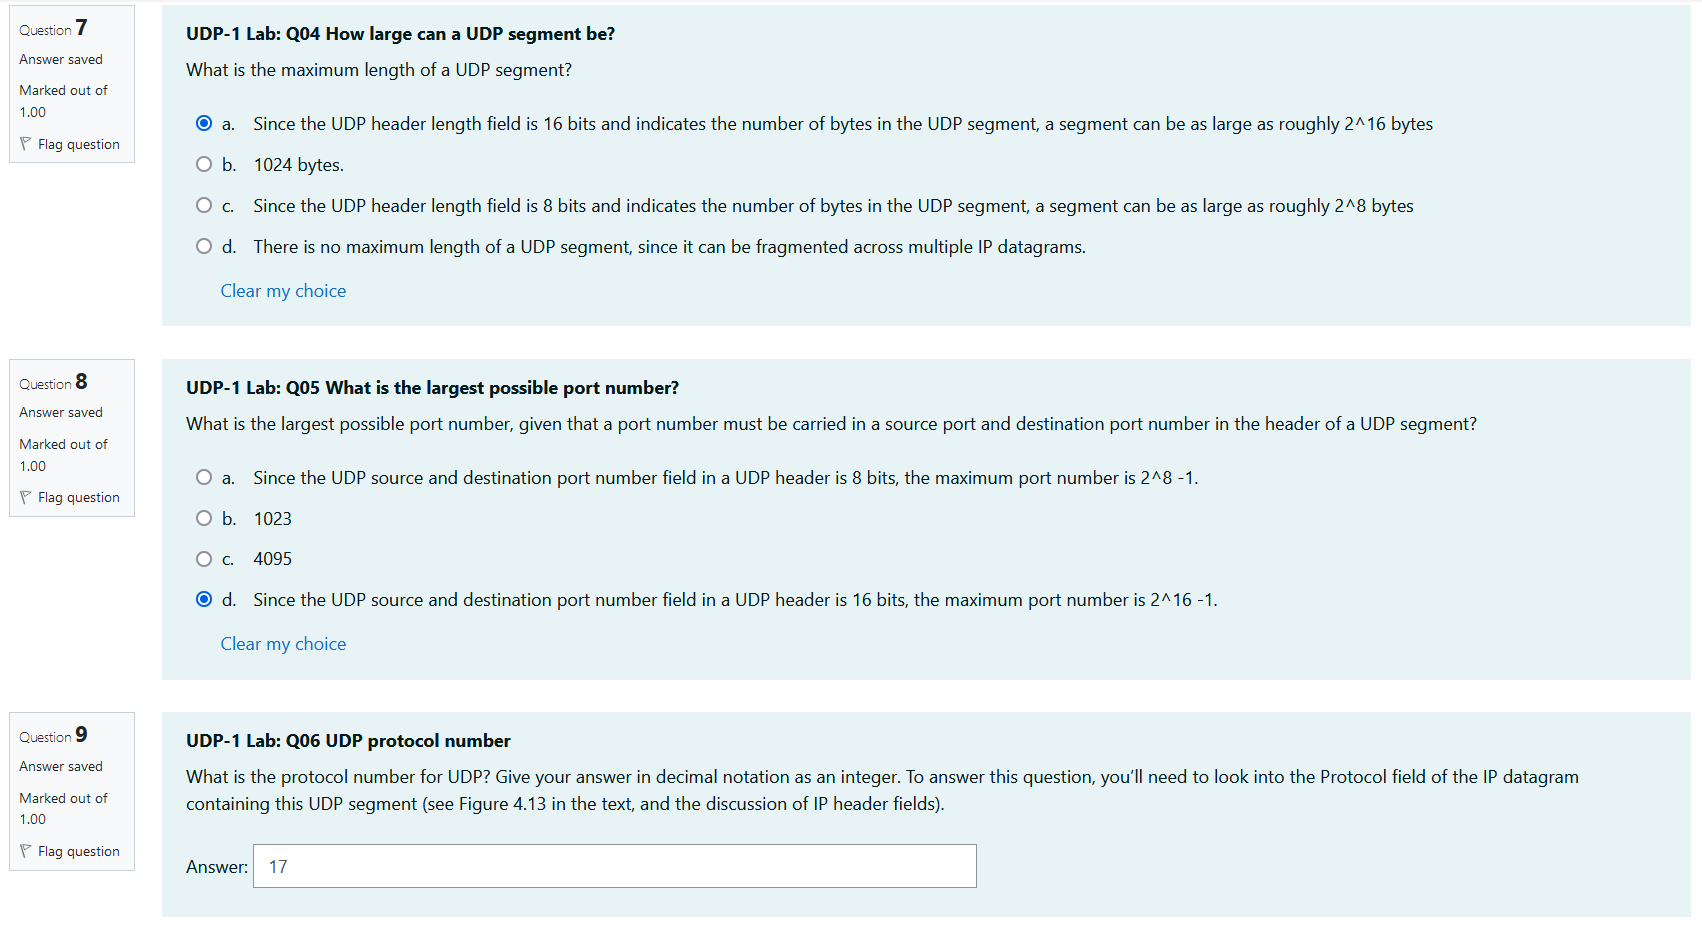 Question 7
Answer saved
Marked out of
1.00
Flag question
UDP-1 Lab: Q04 How large can a UDP segment be?
What is the maximum length of a UDP segment?
a. Since the UDP header length field is 16 bits and indicates the number of bytes in the UDP segment, a segment can be as large as roughly 2^16 bytes
b. 1024 bytes.
c. Since the UDP header length field is 8 bits and indicates the number of bytes in the UDP segment, a segment can be as large as roughly 2^8 bytes
d. There is no maximum length of a UDP segment, since it can be fragmented across multiple IP datagrams.
Clear my choice
Question 8
Answer saved
Marked out of
1.00
Flag question
UDP-1 Lab: Q05 What is the largest possible port number?
What is the largest possible port number, given that a port number must be carried in a source port and destination port number in the header of a UDP segment?
a. Since the UDP source and destination port number field in a UDP header is 8 bits, the maximum port number is 2^8 -1.
b. 1023
c. 4095
d. Since the UDP source and destination port number field in a UDP header is 16 bits, the maximum port number is 2^16 -1.
Clear my choice
Question 9
Answer saved
Marked out of
1.00
Flag question
UDP-1 Lab: Q06 UDP protocol number
What is the protocol number for UDP? Give your answer in decimal notation as an integer. To answer this question, you’ll need to look into the Protocol field of the IP datagram
containing this UDP segment (see Figure 4.13 in the text, and the discussion of IP header fields).
Answer: 17